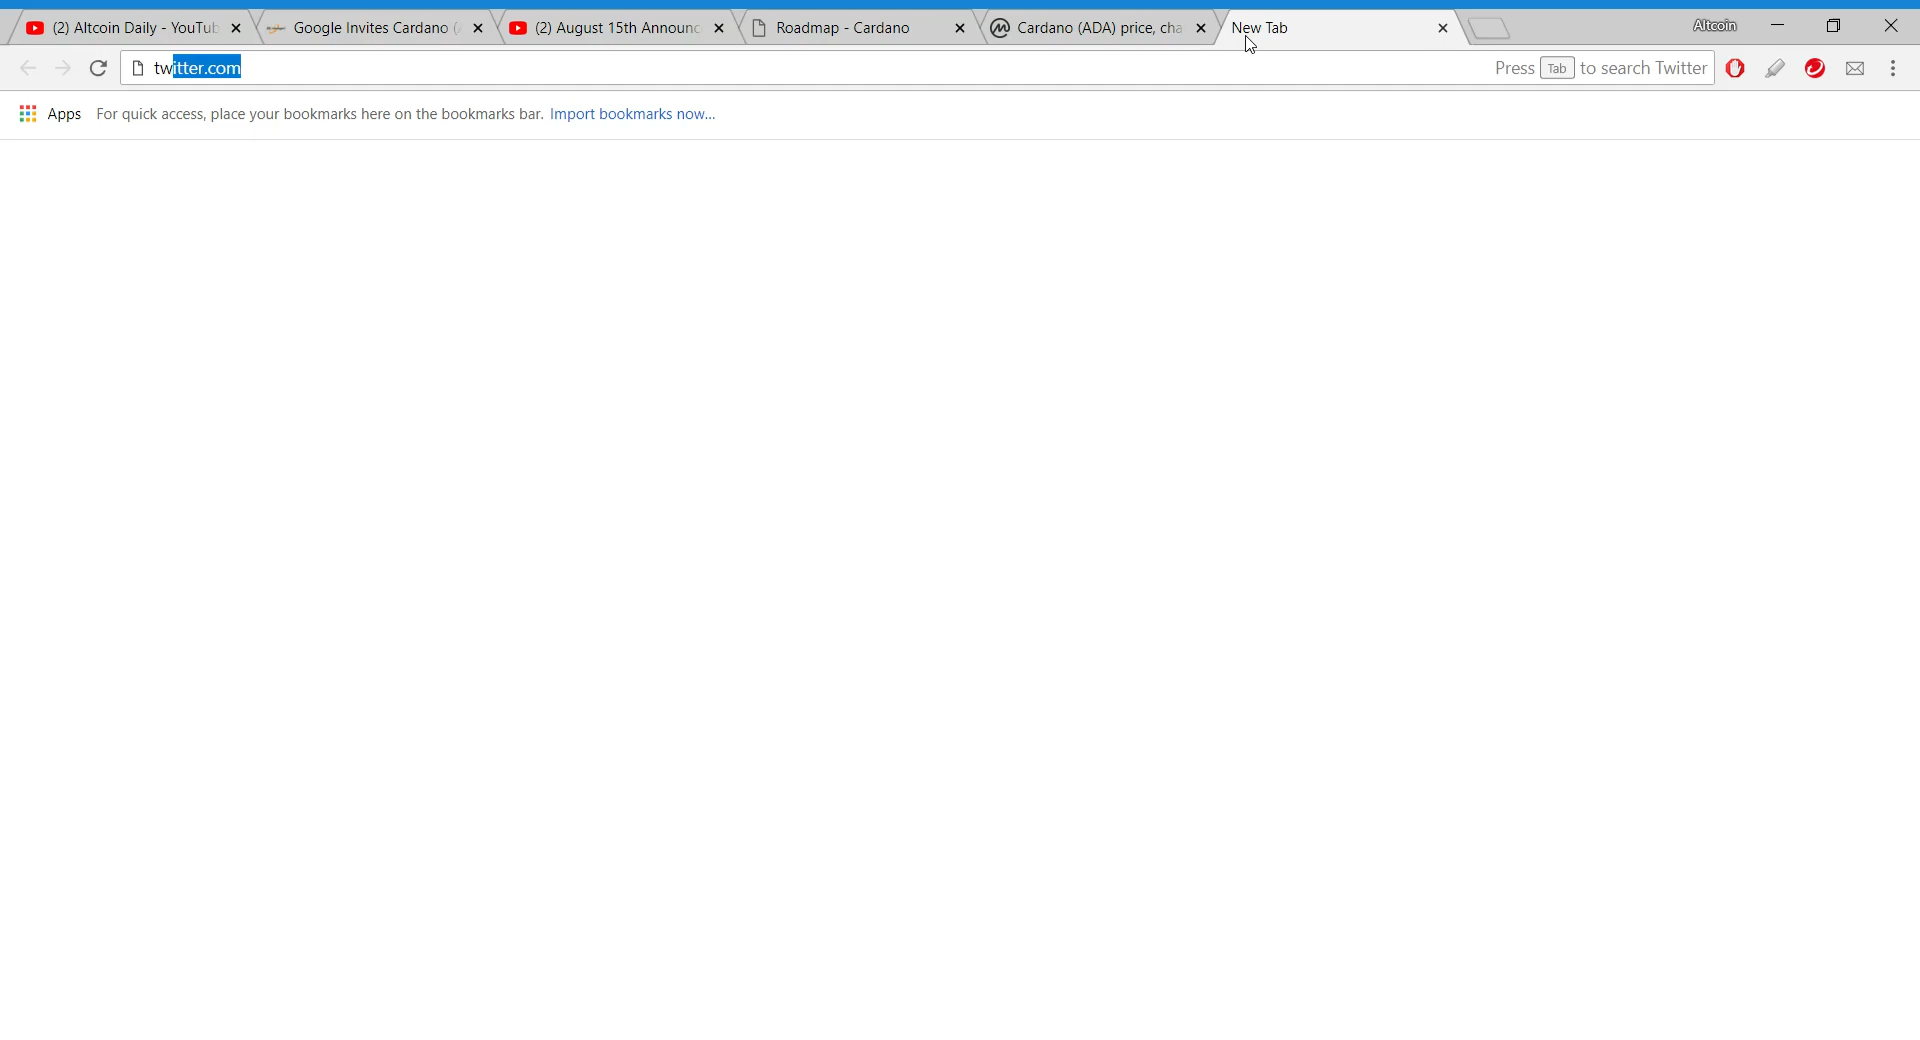 (2) Altcoin Daily - YouTub
Google Invites Cardano (
(2) August 15th Announc
Roadmap - Cardano
Cardano (ADA) price, cha
New Tab
Altcoin
twitter.com
Press Tab to search Twitter
Apps
For quick access, place your bookmarks here on the bookmarks bar. Import bookmarks now...